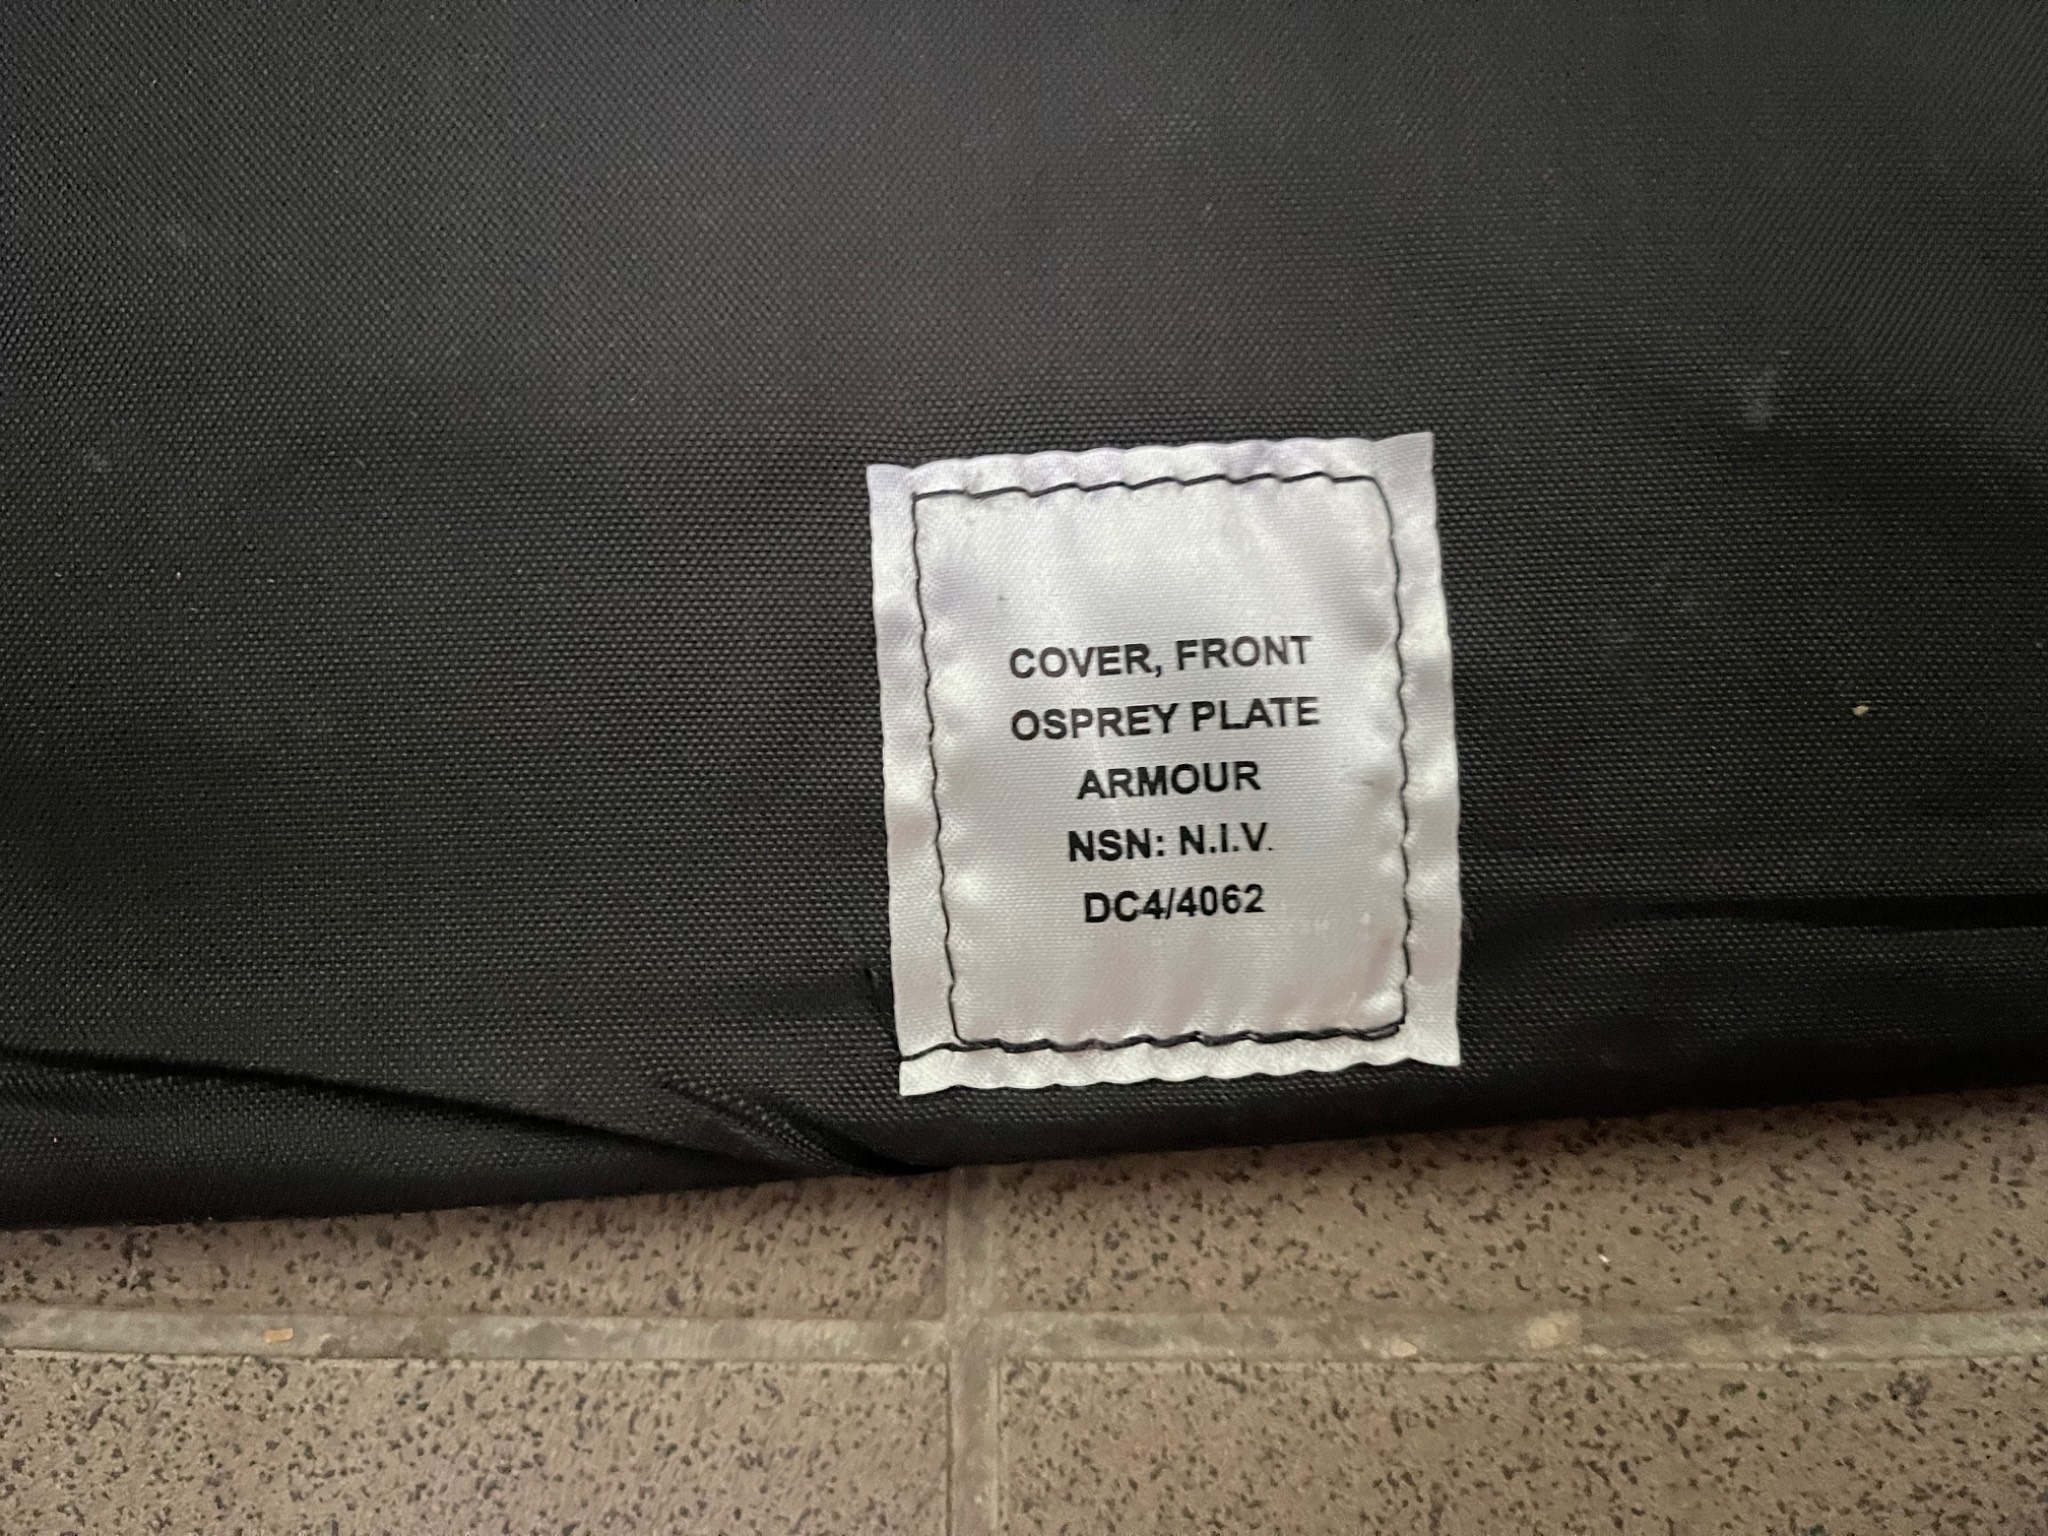 COVER, FRONT
OSPREY PLATE
ARMOUR
NSN: N.I.V.
DC4/4062